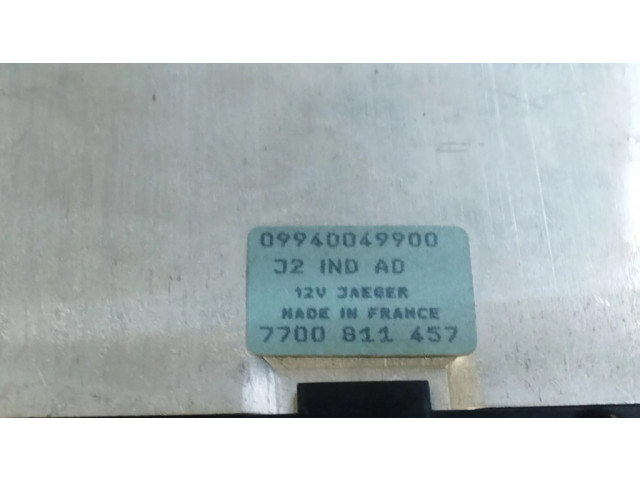 09940049900
J2 IND AD
12V JAEGER
MADE IN FRANCE
7700 811 457